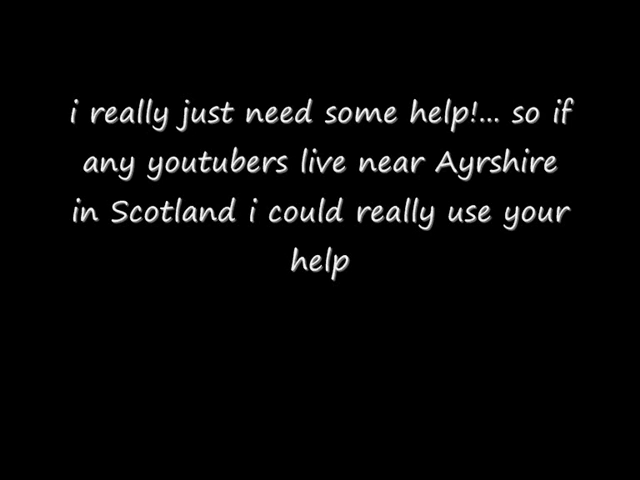 i really just need some help!... so if
any youtubers live near Ayrshire
in Scotland i could really use your
help